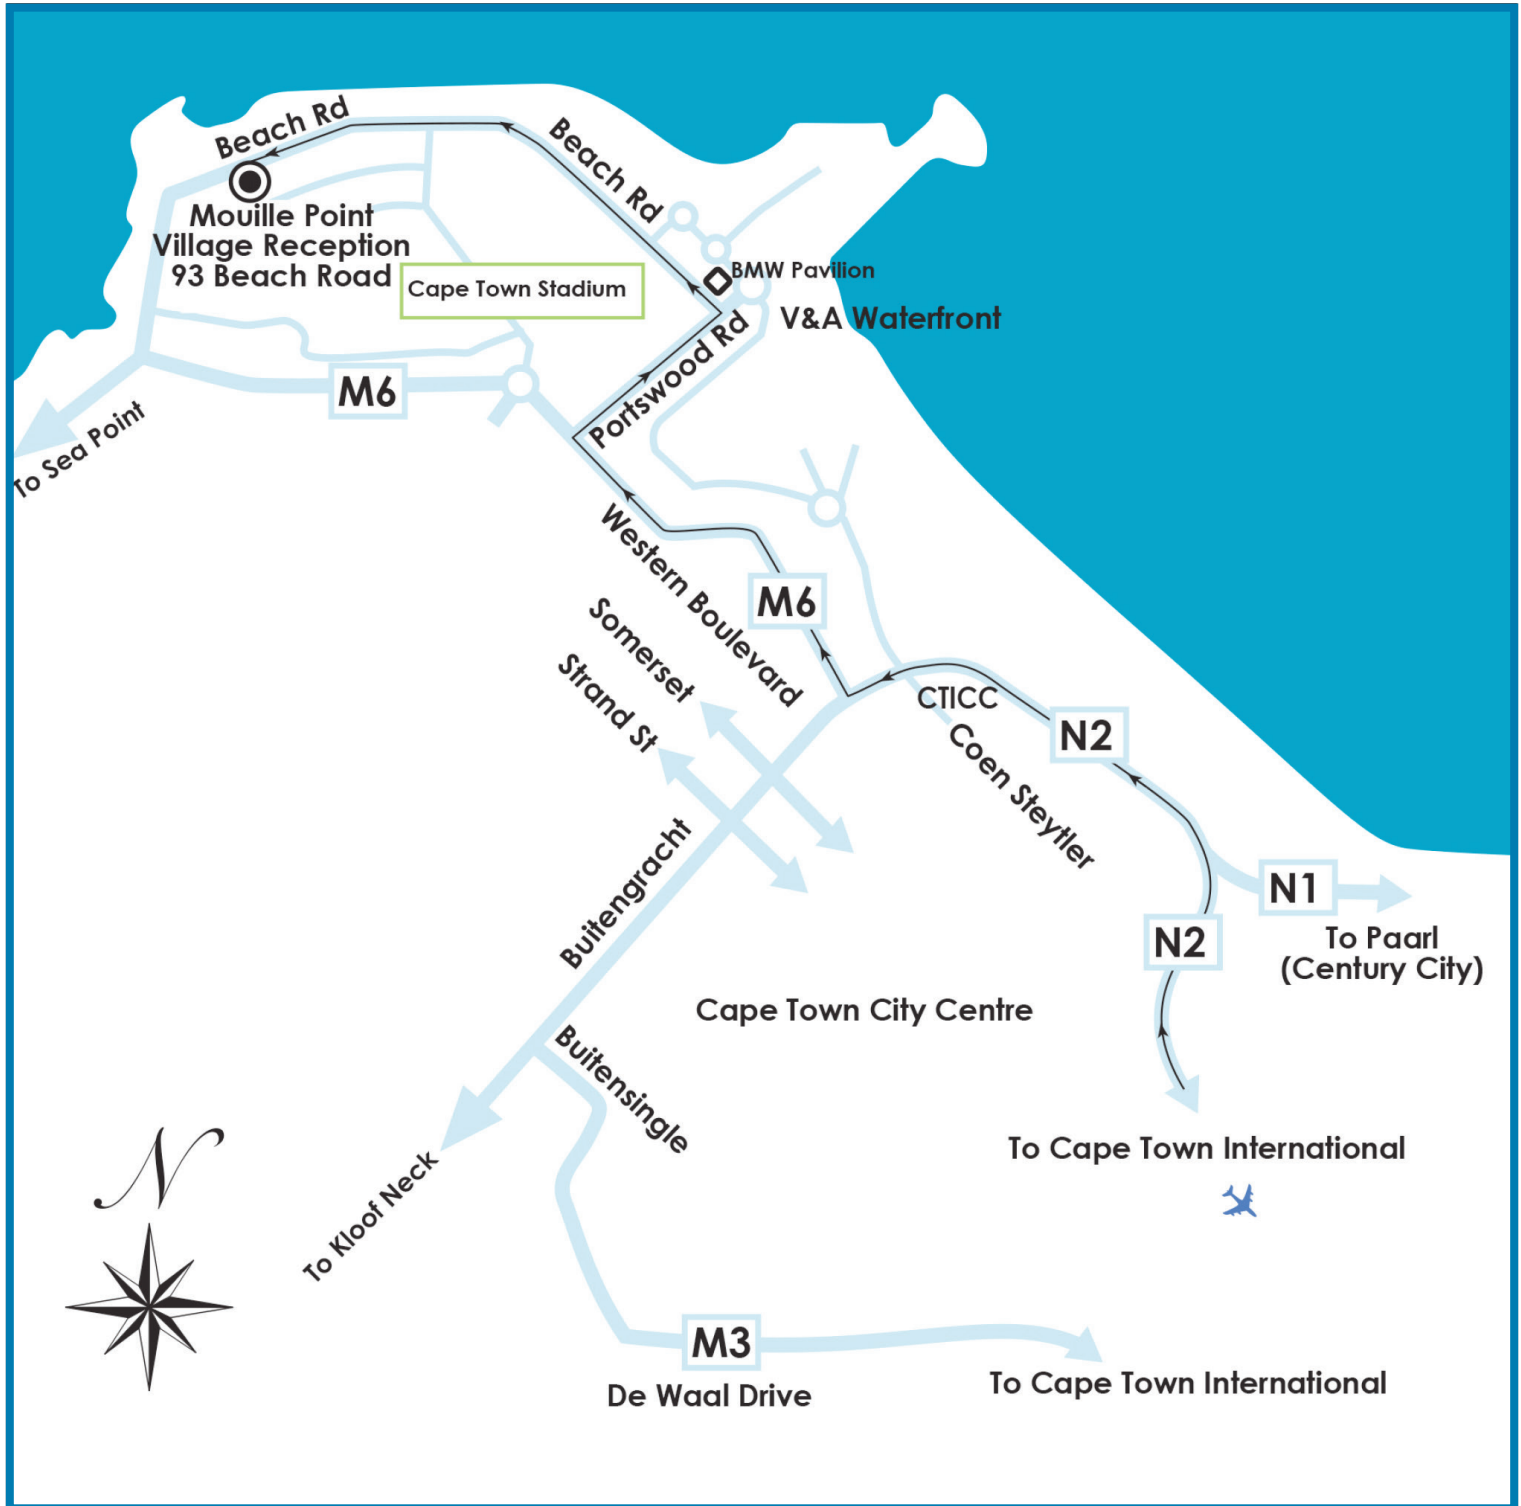 Beach Rd
Beach Rd
Mouille Point
Village Reception
93 Beach Road
BMW Pavilion
Cape Town Stadium
V&A Waterfront
Portswood Rd
M6
To Sea Point
Western Boulevard
M6
Somerset
Strand St
CTICC
N2
Coen Steytler
Buitengracht
N1
N2
To Paarl
(Century City)
Cape Town City Centre
Buitensingle
To Cape Town International
N
To Kloof Neck
M3
De Waal Drive
To Cape Town International